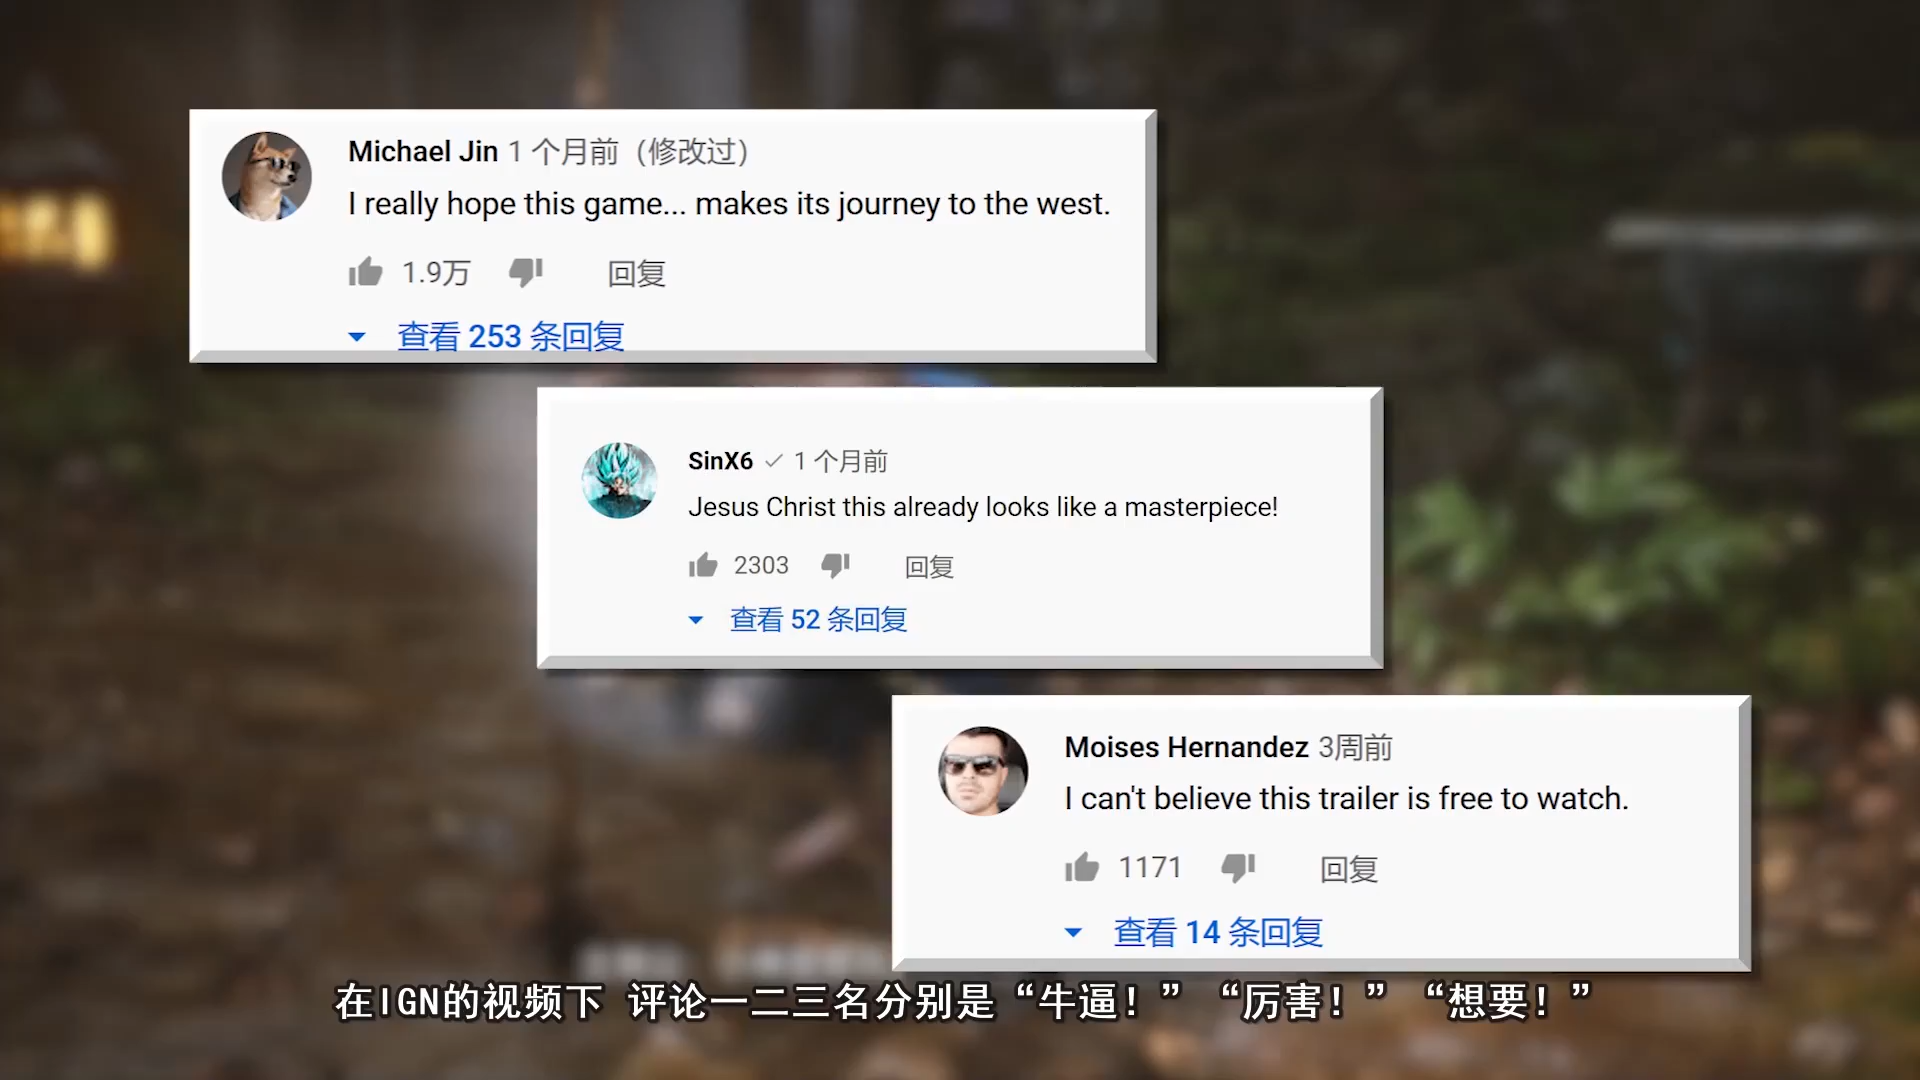 Michael Jin 1 个月前（修改过）
I really hope this game... makes its journey to the west.
1.9万 回复
查看 253 条回复
SinX6 1 个月前
Jesus Christ this already looks like a masterpiece!
2303 回复
查看 52 条回复
Moises Hernandez 3周前
I can't believe this trailer is free to watch.
1171 回复
查看 14 条回复
在IGN的视频下 评论一二三名分别是“牛逼！”“厉害！”“想要！”